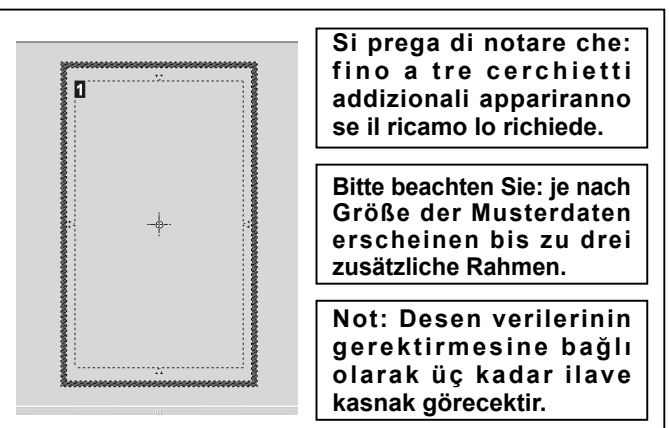 1
Si prega di notare che:
fino a tre cerchietti
addizionali appariranno
se il ricamo lo richiede.
Bitte beachten Sie: je nach
Größe der Musterdaten
erscheinen bis zu drei
zusätzliche Rahmen.
Not: Desen verilerinin
gerektirmesine bağlı
olarak üç kadar ilave
kasnak görecektir.